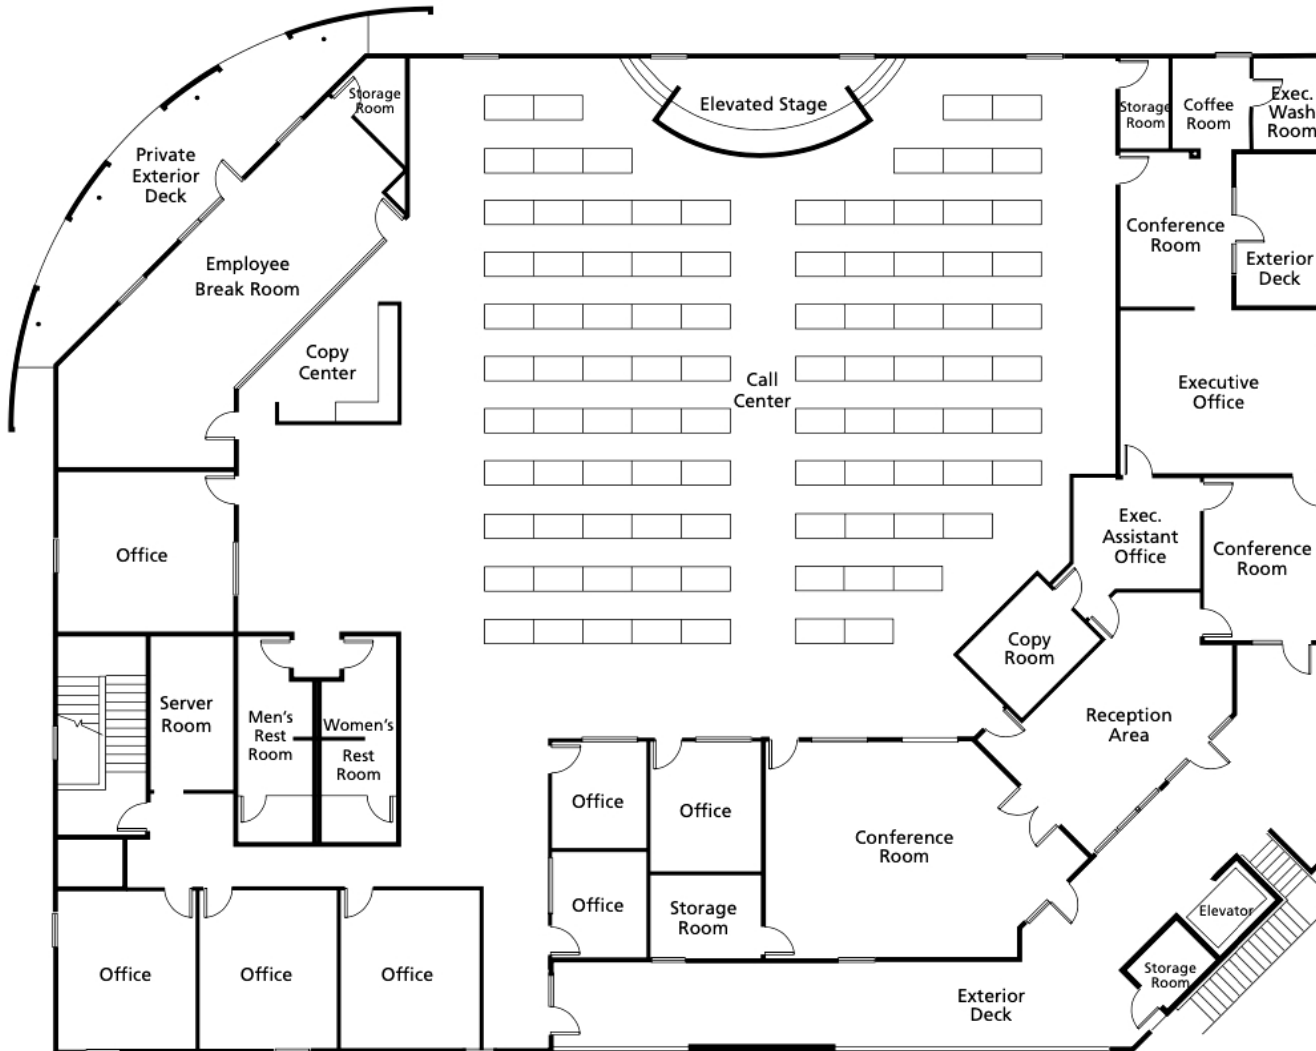 Elevated Stage
Storage
Room
Storage
Room
Coffee
Room
Exec.
Wash
Room
Private
Exterior
Deck
Employee
Break Room
Conference
Room
Exterior
Deck
Copy
Center
Call
Center
Executive
Office
Office
Exec.
Assistant
Office
Conference
Room
Copy
Room
Server
Room
Men's
Rest
Room
Women's
Rest
Room
Reception
Area
Office
Office
Conference
Room
Office
Storage
Room
Elevator
Office
Office
Office
Storage
Room
Exterior
Deck